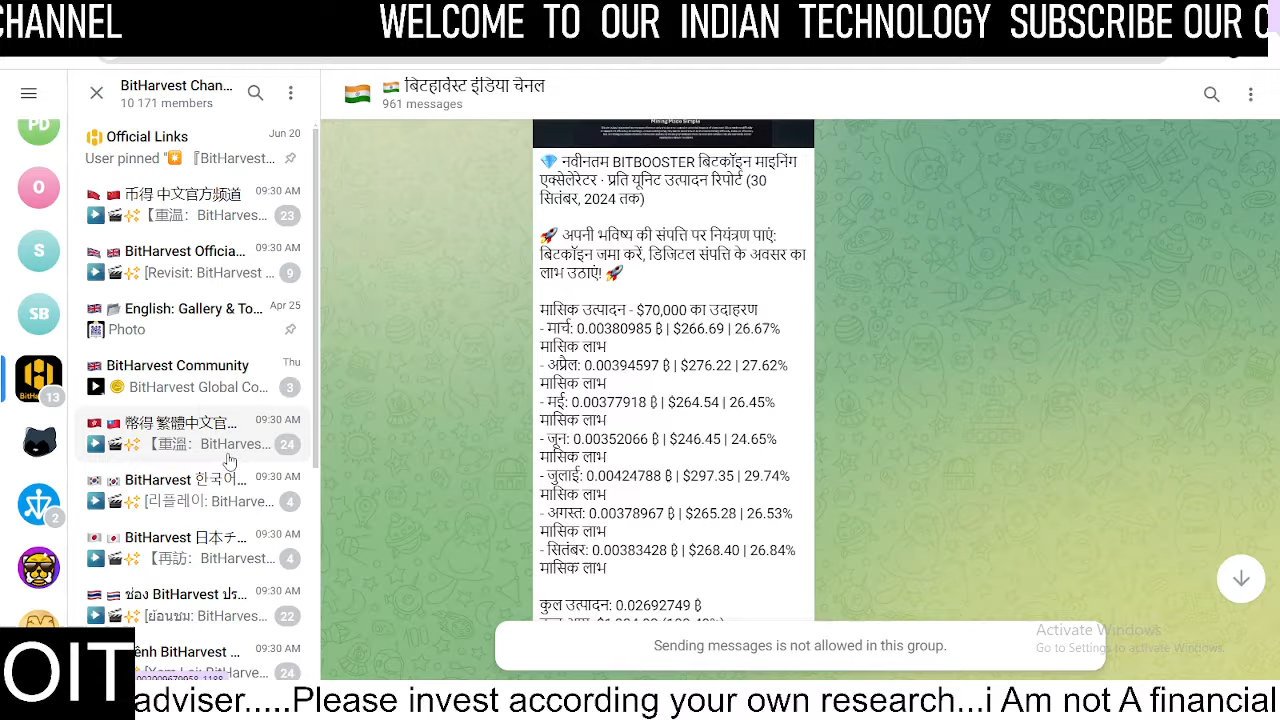 CHANNEL
WELCOME TO OUR INDIAN TECHNOLOGY SUBSCRIBE OUR C
BitHarvest Chan...
10 171 members
🇮🇳 बिटहार्वेस्ट इंडिया चैनल
961 messages
PD
O
S
SB
13
2
Official Links
Jun 20
User pinned "💥 『BitHarvest...
🇨🇳 币得 中文官方频道
09:30 AM
🎬✨【重温：BitHarves...
23
🇬🇧 BitHarvest Officia...
09:30 AM
🎬✨ [Revisit: BitHarvest ...
9
🇬🇧 📂 English: Gallery & To...
Apr 25
Photo
🇬🇧 BitHarvest Community
Thu
🪙 BitHarvest Global Co...
3
🇭🇰 🇹🇼 幣得 繁體中文官...
09:30 AM
🎬✨【重溫：BitHarves...
24
🇰🇷 BitHarvest 한국어...
09:30 AM
🎬✨ [리플레이: BitHarve...
4
🇯🇵 BitHarvest 日本チ...
09:30 AM
🎬✨【再訪：BitHarvest...
4
🇹🇭 ช่อง BitHarvest ปร...
09:30 AM
🎬✨ [ย้อนชม: BitHarves...
22
ênh BitHarvest ...
09:30 AM
24
Mining Made Simple
💎 नवीनतम BITBOOSTER बिटकॉइन माइनिंग
एक्सेलेरेटर · प्रति यूनिट उत्पादन रिपोर्ट (30
सितंबर, 2024 तक)
🚀 अपनी भविष्य की संपत्ति पर नियंत्रण पाएं:
बिटकॉइन जमा करें, डिजिटल संपत्ति के अवसर का
लाभ उठाएं! 🚀
मासिक उत्पादन - $70,000 का उदाहरण
- मार्च: 0.00380985 ₿ | $266.69 | 26.67%
मासिक लाभ
- अप्रैल: 0.00394597 ₿ | $276.22 | 27.62%
मासिक लाभ
- मई: 0.00377918 ₿ | $264.54 | 26.45%
मासिक लाभ
- जून: 0.00352066 ₿ | $246.45 | 24.65%
मासिक लाभ
- जुलाई: 0.00424788 ₿ | $297.35 | 29.74%
मासिक लाभ
- अगस्त: 0.00378967 ₿ | $265.28 | 26.53%
मासिक लाभ
- सितंबर: 0.00383428 ₿ | $268.40 | 26.84%
मासिक लाभ
कुल उत्पादन: 0.02692749 ₿
Sending messages is not allowed in this group.
Activate Windows
Go to Settings to activate Windows.
OIT
adviser.....Please invest according your own research...i Am not A financial